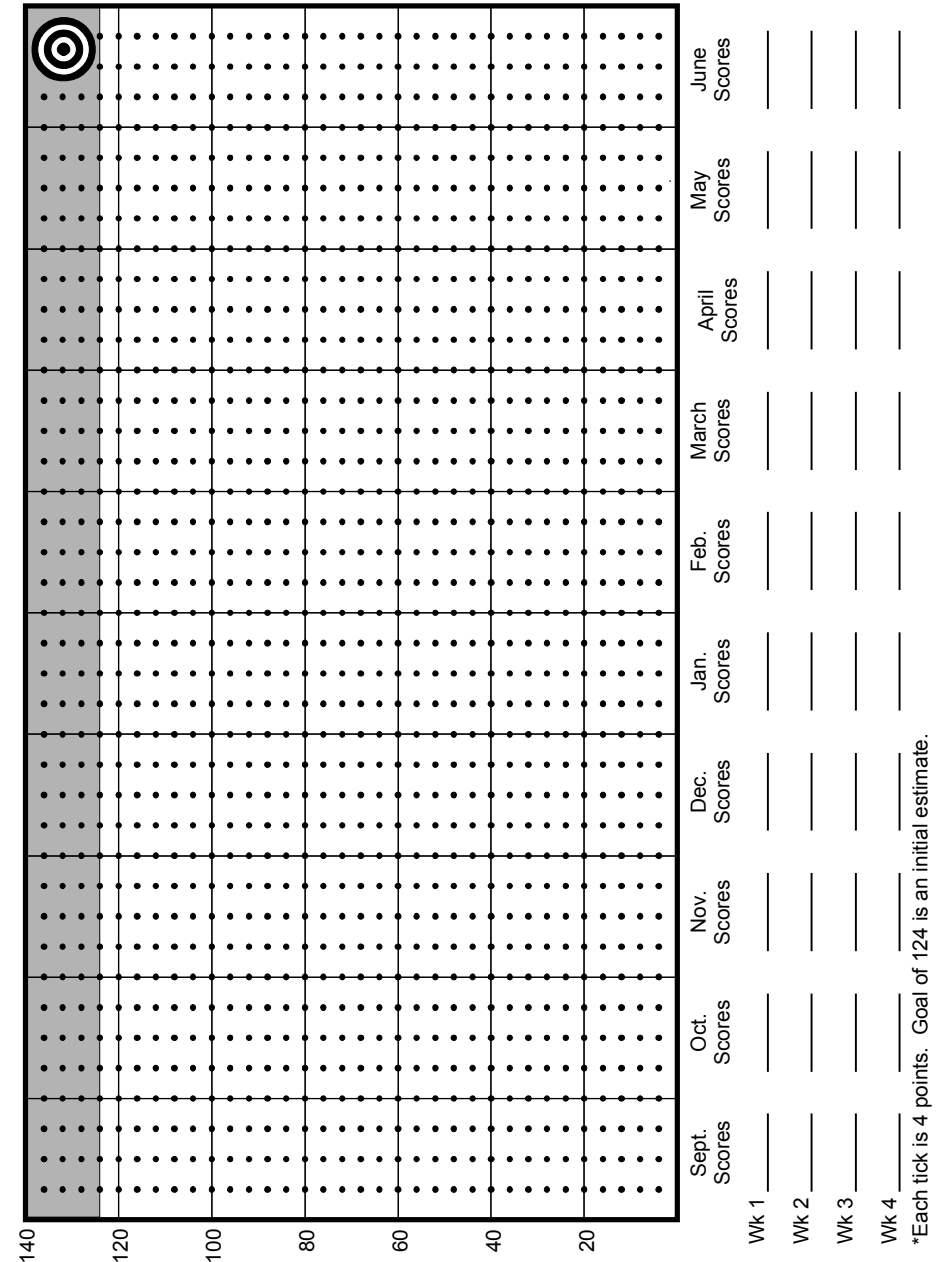 140
120
100
80
60
40
20
Sept.
Scores
Oct.
Scores
Nov.
Scores
Dec.
Scores
Jan.
Scores
Feb.
Scores
March
Scores
April
Scores
May
Scores
June
Scores
Wk 1
Wk 2
Wk 3
Wk 4
*Each tick is 4 points. Goal of 124 is an initial estimate.